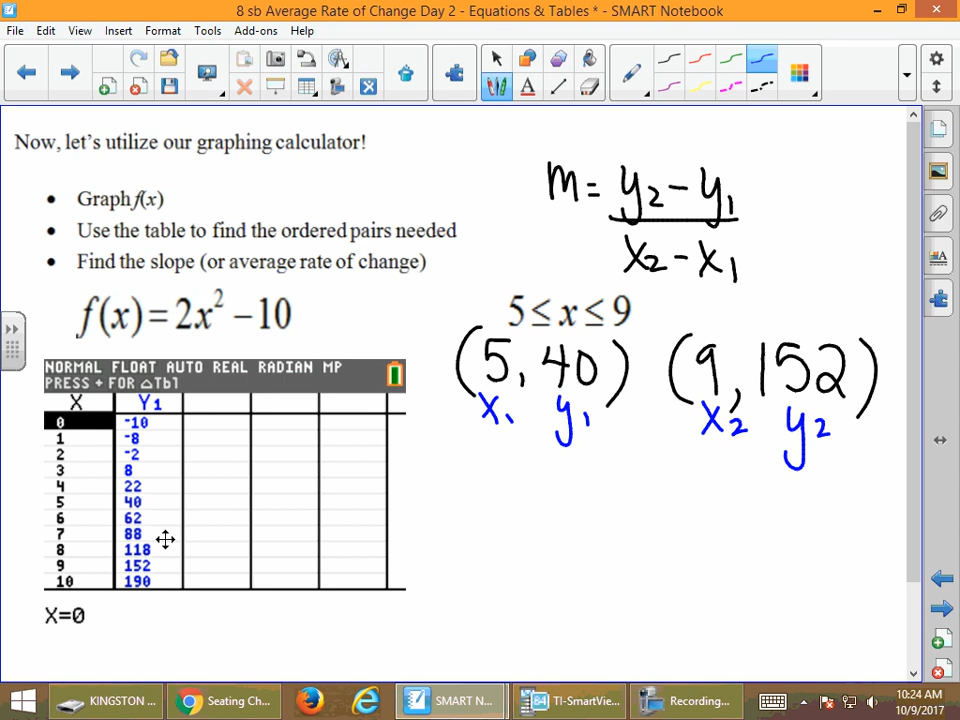 8 sb Average Rate of Change Day 2 - Equations & Tables * - SMART Notebook
File Edit View Insert Format Tools Add-ons Help
Now, let's utilize our graphing calculator!
• Graph f(x)
• Use the table to find the ordered pairs needed
• Find the slope (or average rate of change)
m = y₂ - y₁
x₂ - x₁
f(x) = 2x² - 10
5 ≤ x ≤ 9
(5, 40) (9, 152)
x₁ y₁ x₂ y₂
NORMAL FLOAT AUTO REAL RADIAN MP
PRESS + FOR △Tbl
X Y1
0 -10
1 -8
2 -2
3 8
4 22
5 40
6 62
7 88
8 118
9 152
10 190
X=0
KINGSTON ... Seating Ch... SMART N... 84 TI-SmartVie... Recording...
10:24 AM
10/9/2017